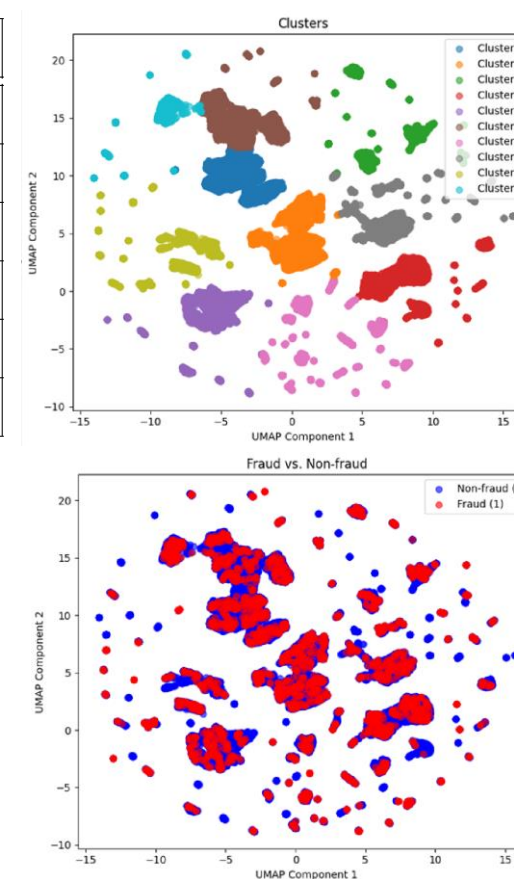 Clusters
20
15
10
5
0
−5
−10
UMAP Component 2
−15
−10
−5
0
5
10
15
UMAP Component 1
Cluster
Cluster
Cluster
Cluster
Cluster
Cluster
Cluster
Cluster
Cluster
Cluster
Fraud vs. Non-fraud
20
15
10
5
0
−5
−10
UMAP Component 2
−15
−10
−5
0
5
10
15
UMAP Component 1
Non-fraud (
Fraud (1)